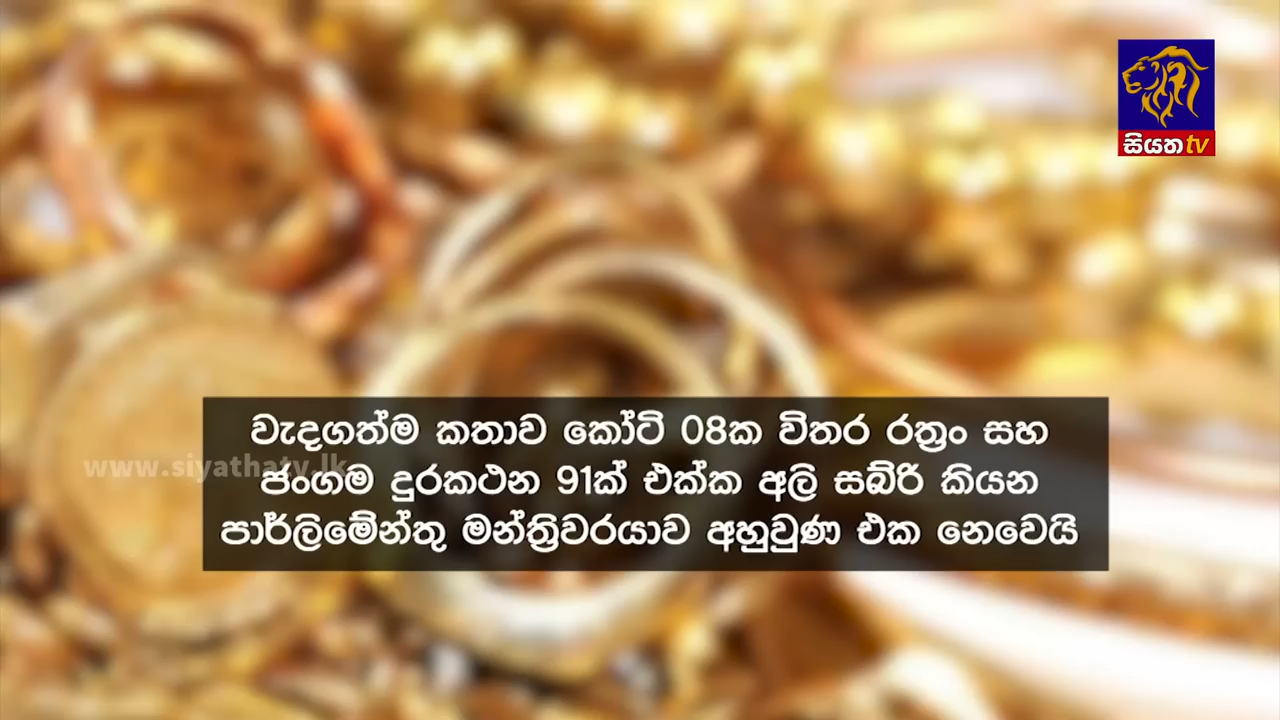 සියත tv
වැදගත්ම කතාව කෝටි 08ක විතර රත්‍රං සහ
www.siyathatv.lk
ජංගම දුරකථන 91ක් එක්ක අලි සබ්රි කියන
පාර්ලිමේන්තු මන්ත්‍රිවරයාව අහුවුණ එක නෙවෙයි